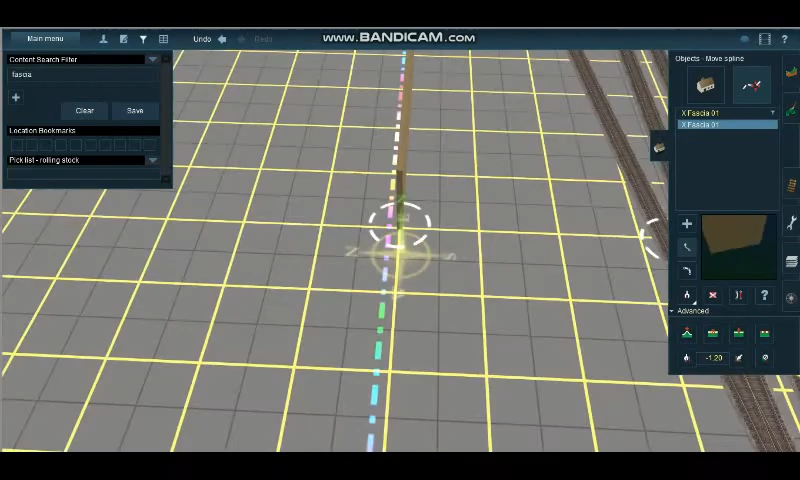 Main menu
Undo
Redo
www.BANDICAM.com
?
Content Search Filter
fascia
Clear
Save
Location Bookmarks
Pick list - rolling stock
Objects - Move spline
X Fascia 01
X Fascia 01
?
Advanced
-1.20
N
E
S